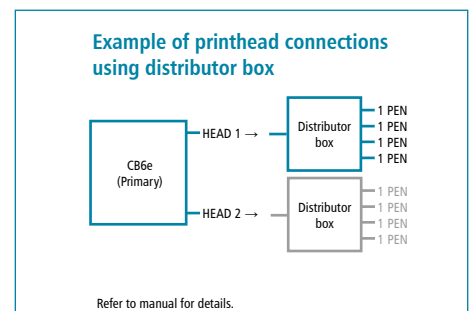 Example of printhead connections
using distributor box
CB6e
(Primary)
HEAD 1 →
Distributor
box
1 PEN
1 PEN
1 PEN
1 PEN
HEAD 2 →
Distributor
box
1 PEN
1 PEN
1 PEN
1 PEN
Refer to manual for details.